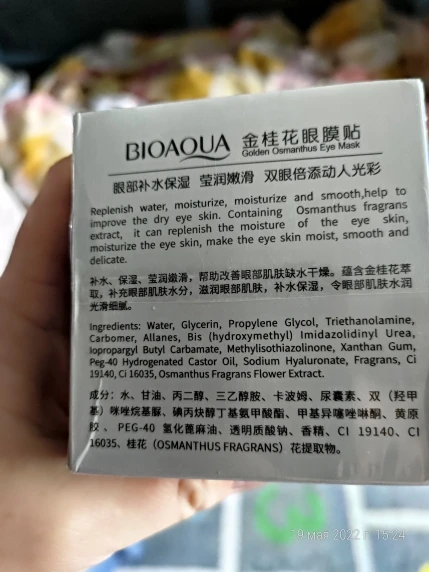 BIOAQUA 金桂花眼膜贴
Golden Osmanthus Eye Mask
眼部补水保湿 莹润嫩滑 双眼倍添动人光彩
Replenish water, moisturize, moisturize and smooth,help to
improve the dry eye skin. Containing Osmanthus fragrans
extract, it can replenish the moisture of the eye skin,
moisturize the eye skin, make the eye skin moist, smooth and
delicate.
补水、保湿、莹润嫩滑，帮助改善眼部肌肤缺水干燥。蕴含金桂花萃
取，补充眼部肌肤水分，滋润眼部肌肤，补水保湿，令眼部肌肤水润
光滑细腻。
Ingredients: Water, Glycerin, Propylene Glycol, Triethanolamine,
Carbomer, Allanes, Bis (hydroxymethyl) Imidazolidinyl Urea,
Iopropargyl Butyl Carbamate, Methylisothiazolinone, Xanthan Gum,
Peg-40 Hydrogenated Castor Oil, Sodium Hyaluronate, Fragrans, Ci
19140, Ci 16035, Osmanthus Fragrans Flower Extract.
成分：水、甘油、丙二醇、三乙醇胺、卡波姆、尿囊素、双（羟甲
基）咪唑烷基脲、碘丙炔醇丁基氨甲酸酯、甲基异噻唑啉酮、黄原
胶、PEG-40 氢化蓖麻油、透明质酸钠、香精、CI 19140、CI
16035、桂花（OSMANTHUS FRAGRANS）花提取物。
19 мая 2022 г. 15:24